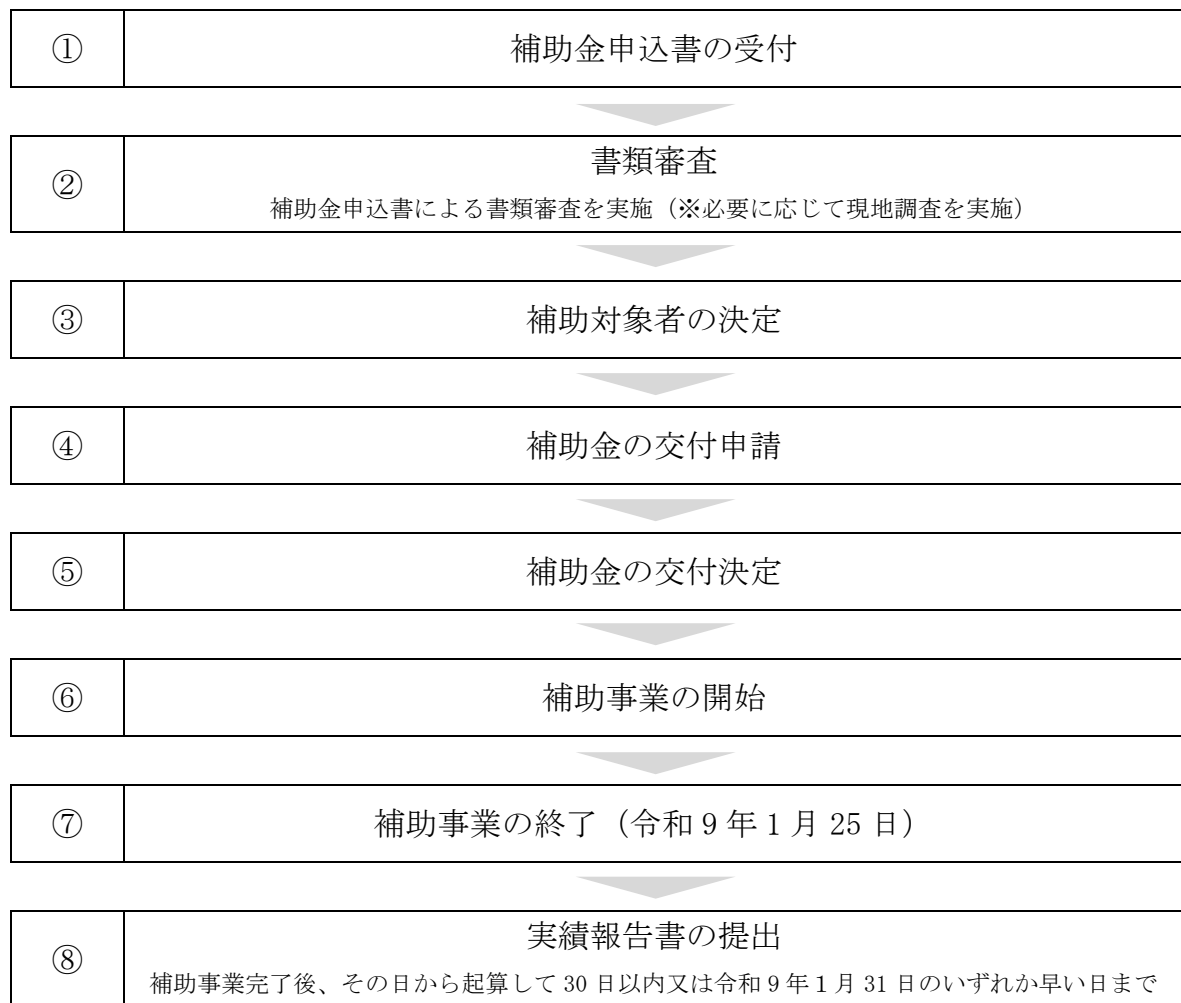 ① 補助金申込書の受付
② 書類審査
補助金申込書による書類審査を実施（※必要に応じて現地調査を実施）
③ 補助対象者の決定
④ 補助金の交付申請
⑤ 補助金の交付決定
⑥ 補助事業の開始
⑦ 補助事業の終了（令和９年１月 25 日）
⑧ 実績報告書の提出
補助事業完了後、その日から起算して 30 日以内又は令和９年１月 31 日のいずれか早い日まで